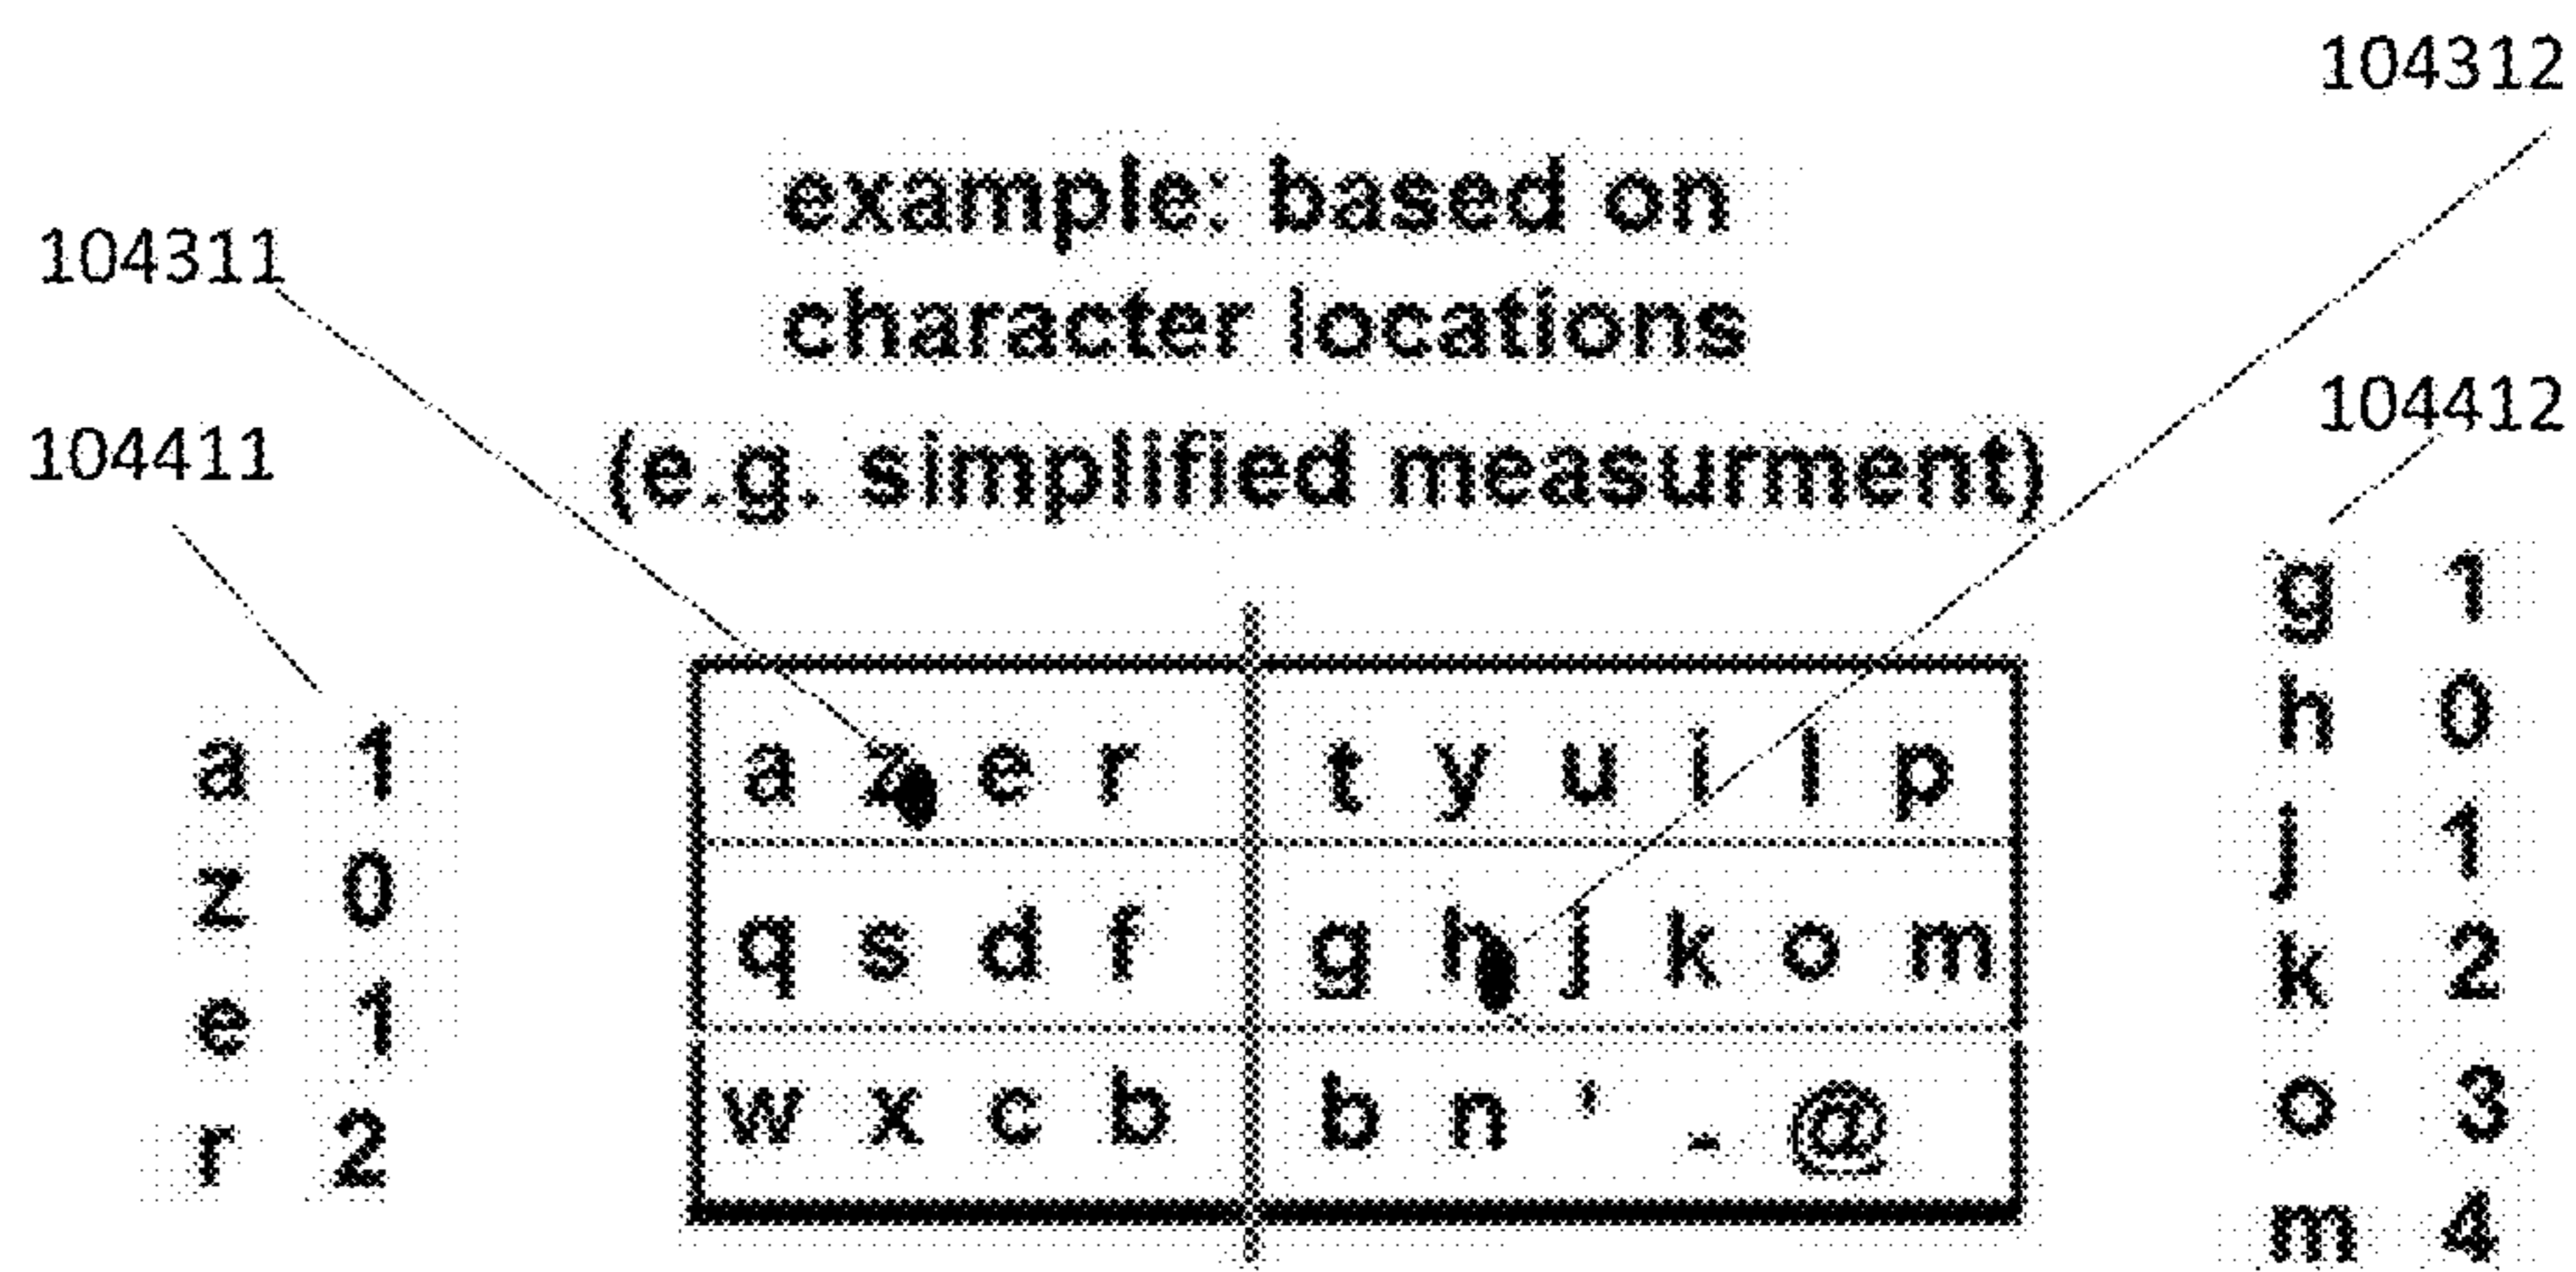 104312
example: based on
104311
character locations
104411
104412
(e.g. simplified measurment)
g 1
h 0
j 1
k 2
o 3
m 4
a 1
z 0
e 1
r 2
a z e r t y u i l p
q s d f g h j k o m
w x c b b n ' - @